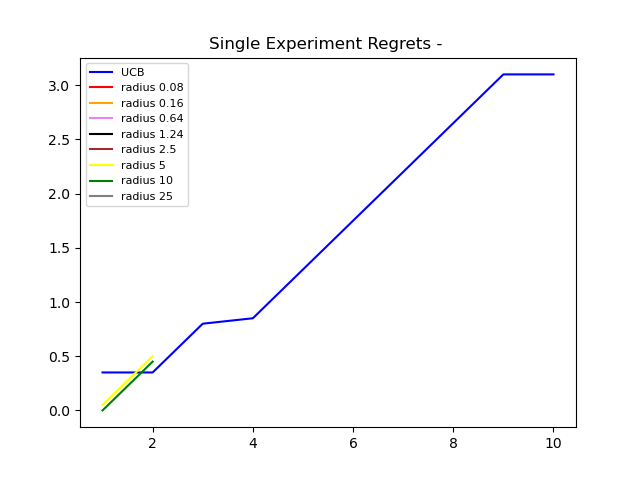 Single Experiment Regrets -
UCB
radius 0.08
radius 0.16
radius 0.64
radius 1.24
radius 2.5
radius 5
radius 10
radius 25
3.0
2.5
2.0
1.5
1.0
0.5
0.0
2 4 6 8 10